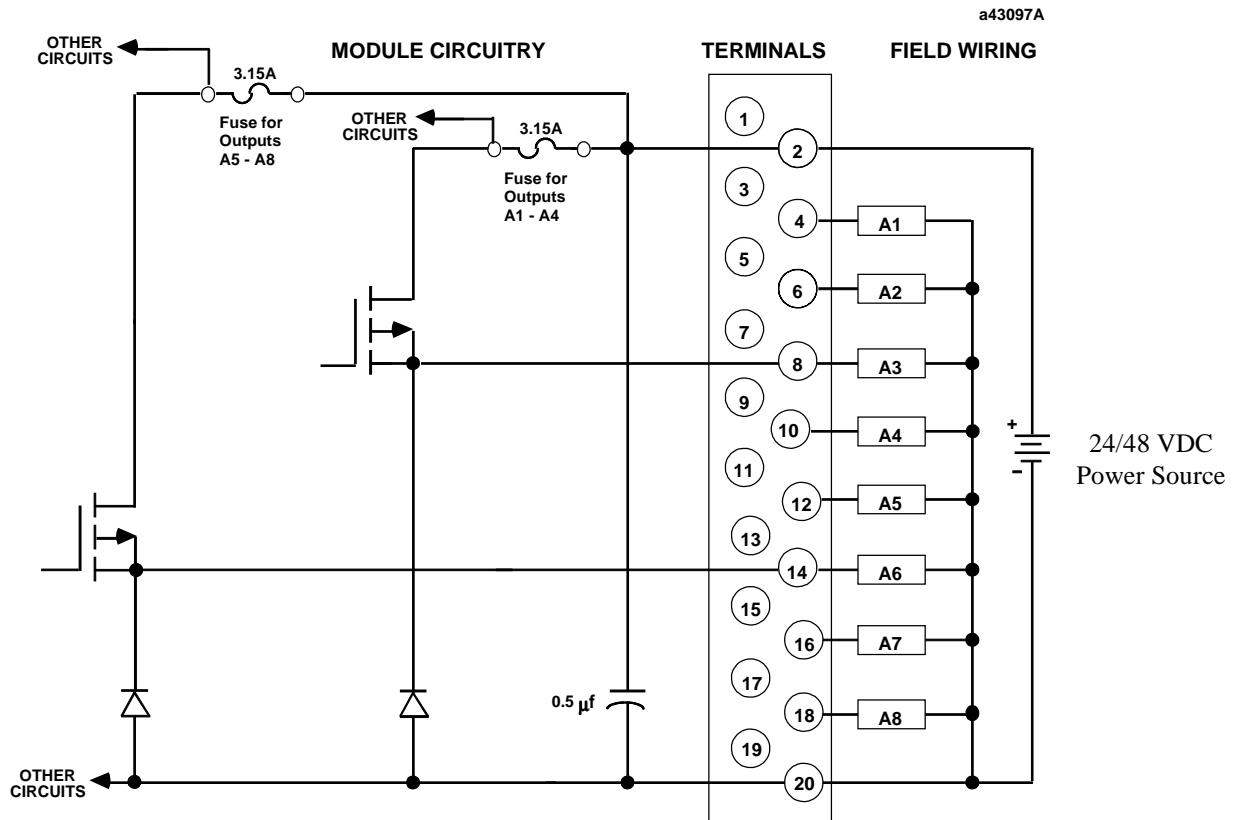 a43097A
OTHER
CIRCUITS
MODULE CIRCUITRY
TERMINALS
FIELD WIRING
3.15A
Fuse for
Outputs
A5 - A8
OTHER
CIRCUITS
3.15A
Fuse for
Outputs
A1 - A4
1
2
3
4
A1
5
6
A2
7
8
A3
9
10
A4
+
-
24/48 VDC
Power Source
11
12
A5
13
14
A6
15
16
A7
17
0.5 μf
18
A8
19
20
OTHER
CIRCUITS